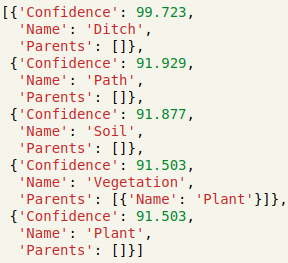 [{'Confidence': 99.723,
'Name': 'Ditch',
'Parents': []},
{'Confidence': 91.929,
'Name': 'Path',
'Parents': []},
{'Confidence': 91.877,
'Name': 'Soil',
'Parents': []},
{'Confidence': 91.503,
'Name': 'Vegetation',
'Parents': [{'Name': 'Plant'}]},
{'Confidence': 91.503,
'Name': 'Plant',
'Parents': []}]